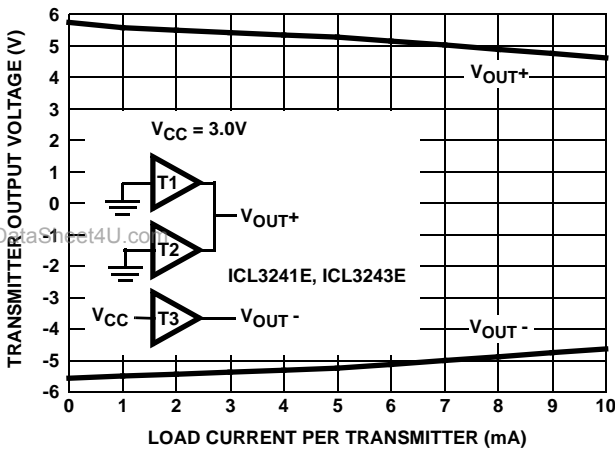 TRANSMITTER OUTPUT VOLTAGE (V)
6
5
4
3
2
1
0
-1
-2
-3
-4
-5
-6
VOUT+
VCC = 3.0V
T1
VOUT+
DataSheet4U.com
T2
ICL3241E, ICL3243E
VCC
T3
VOUT -
VOUT -
0 1 2 3 4 5 6 7 8 9 10
LOAD CURRENT PER TRANSMITTER (mA)